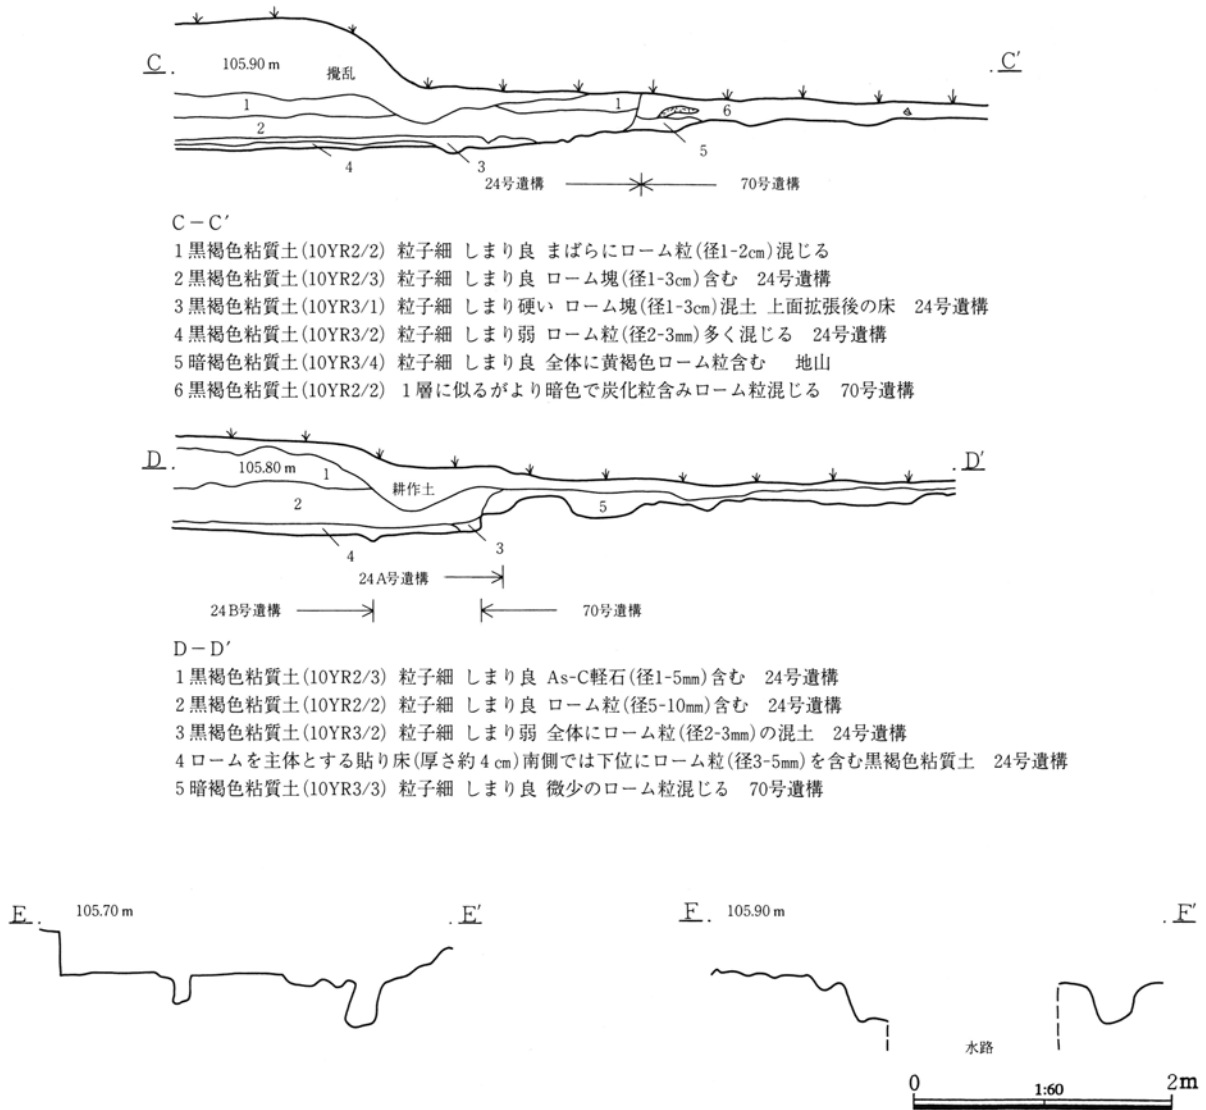 C 105.90 m 攪乱 C′
1 1 6
2
4 3 5
24号遺構 70号遺構
C－C′
1 黒褐色粘質土(10YR2/2) 粒子細 しまり良 まばらにローム粒(径1-2㎝)混じる
2 黒褐色粘質土(10YR2/3) 粒子細 しまり良 ローム塊(径1-3㎝)含む 24号遺構
3 黒褐色粘質土(10YR3/1) 粒子細 しまり硬い ローム塊(径1-3㎝)混土 上面拡張後の床 24号遺構
4 黒褐色粘質土(10YR3/2) 粒子細 しまり弱 ローム粒(径2-3㎜)多く混じる 24号遺構
5 暗褐色粘質土(10YR3/4) 粒子細 しまり良 全体に黄褐色ローム粒含む 地山
6 黒褐色粘質土(10YR2/2) 1層に似るがより暗色で炭化粒含みローム粒混じる 70号遺構
D 105.80 m 1 D′
耕作土
2 5
4 3
24A号遺構
24B号遺構 70号遺構
D－D′
1 黒褐色粘質土(10YR2/3) 粒子細 しまり良 As-C軽石(径1-5㎜)含む 24号遺構
2 黒褐色粘質土(10YR2/2) 粒子細 しまり良 ローム粒(径5-10㎜)含む 24号遺構
3 黒褐色粘質土(10YR3/2) 粒子細 しまり弱 全体にローム粒(径2-3㎜)の混土 24号遺構
4 ロームを主体とする貼り床(厚さ約4㎝)南側では下位にローム粒(径3-5㎜)を含む黒褐色粘質土 24号遺構
5 暗褐色粘質土(10YR3/3) 粒子細 しまり良 微少のローム粒混じる 70号遺構
E 105.70 m E′
F 105.90 m F′
水路
0 1:60 2m